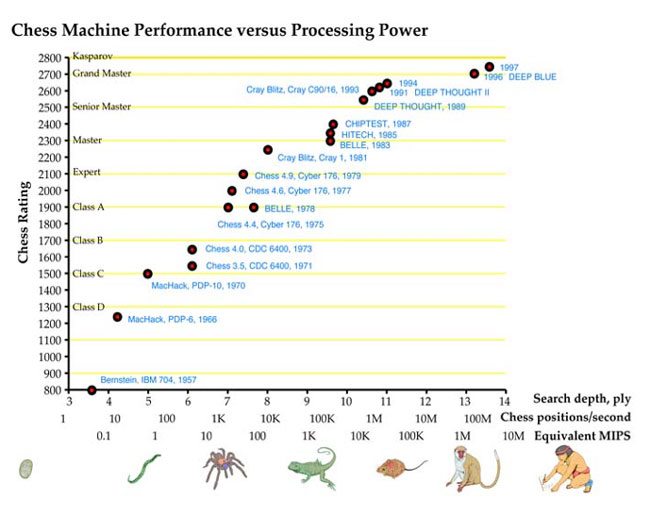 Chess Machine Performance versus Processing Power
Chess Rating
2800
2700
2600
2500
2400
2300
2200
2100
2000
1900
1800
1700
1600
1500
1400
1300
1200
1100
1000
900
800
Kasparov
Grand Master
Senior Master
Master
Expert
Class A
Class B
Class C
Class D
1997
1996 DEEP BLUE
1994
Cray Blitz, Cray C90/16, 1993
1991 DEEP THOUGHT II
DEEP THOUGHT, 1989
CHIPTEST, 1987
HITECH, 1985
BELLE, 1983
Cray Blitz, Cray 1, 1981
Chess 4.9, Cyber 176, 1979
Chess 4.6, Cyber 176, 1977
BELLE, 1978
Chess 4.4, Cyber 176, 1975
Chess 4.0, CDC 6400, 1973
Chess 3.5, CDC 6400, 1971
MacHack, PDP-10, 1970
MacHack, PDP-6, 1966
Bernstein, IBM 704, 1957
3 4 5 6 7 8 9 10 11 12 13 14 Search depth, ply
1 10 100 1K 10K 100K 1M 10M 100M Chess positions/second
0.1 1 10 100 1K 10K 100K 1M 10M Equivalent MIPS